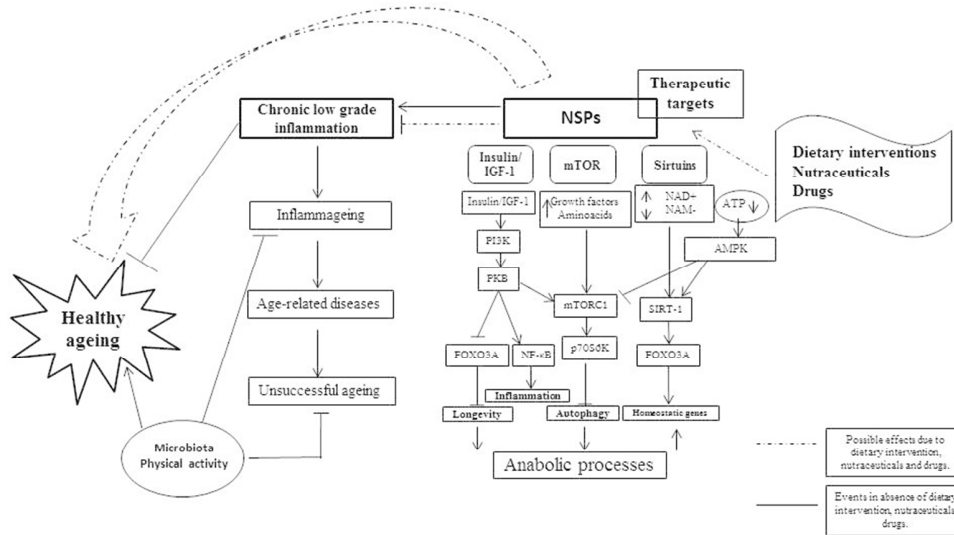 Therapeutic
targets
Chronic low grade
inflammation
NSPs
Dietary interventions
Nutraceuticals
Drugs
Insulin/
IGF-1
mTOR
Sirtuins
Insulin/IGF-1
Growth factors
Aminoacids
NAD+
NAM-
ATP
Inflammageing
PI3K
AMPK
PKB
Age-related diseases
mTORC1
SIRT-1
Healthy
ageing
FOXO3A
NF-κB
p70S6K
FOXO3A
Unsuccessful ageing
Inflammation
Longevity
Autophagy
Homeostatic genes
Microbiota
Physical activity
Anabolic processes
Possible effects due to
dietary intervention,
nutraceuticals and drugs.
Events in absence of dietary
intervention, nutraceuticals
drugs.